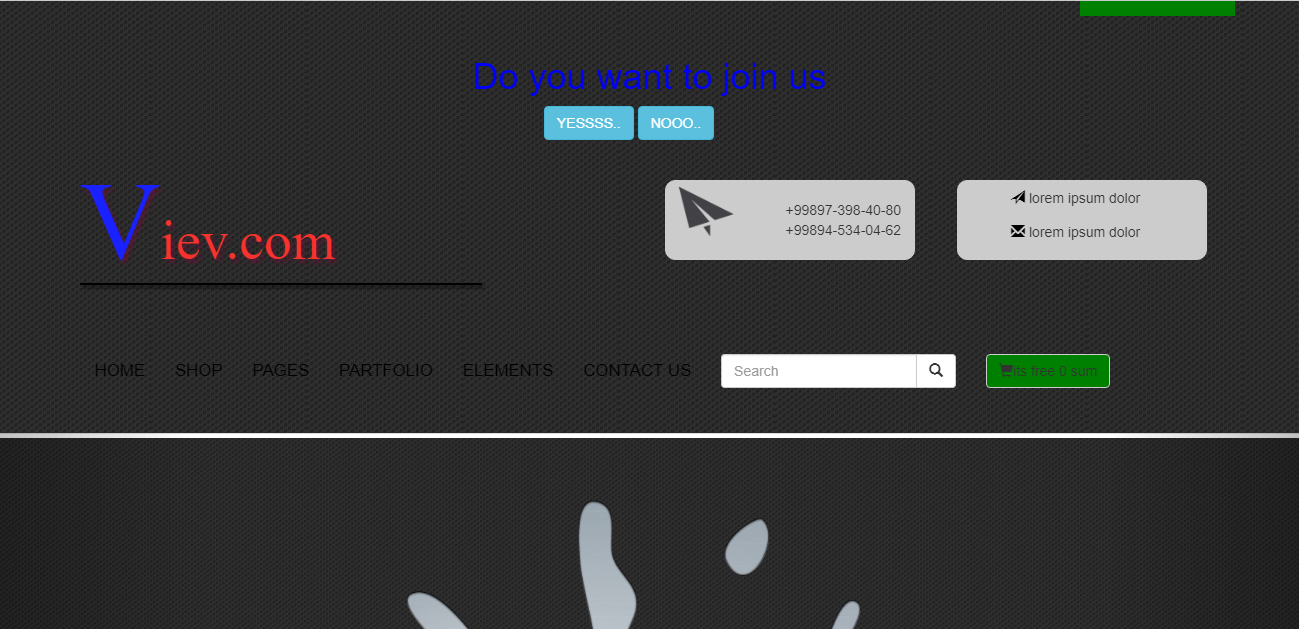 Do you want to join us
YESSSS.. NOOO..
Viev.com
+99897-398-40-80
+99894-534-04-62
lorem ipsum dolor
lorem ipsum dolor
HOME SHOP PAGES PARTFOLIO ELEMENTS CONTACT US Search its free 0 sum